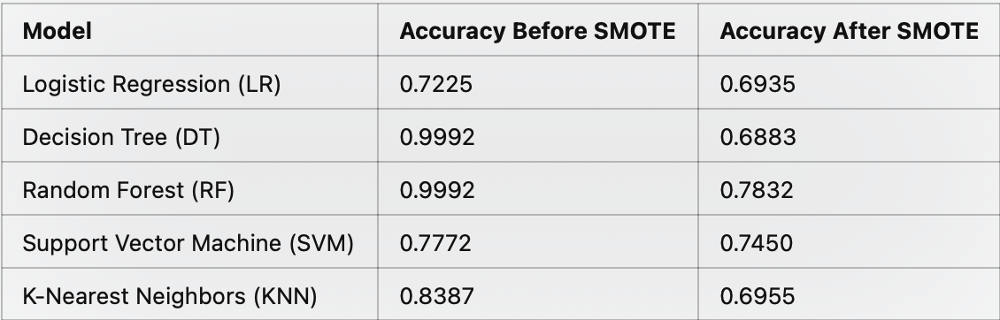 Model Accuracy Before SMOTE Accuracy After SMOTE
Logistic Regression (LR) 0.7225 0.6935
Decision Tree (DT) 0.9992 0.6883
Random Forest (RF) 0.9992 0.7832
Support Vector Machine (SVM) 0.7772 0.7450
K-Nearest Neighbors (KNN) 0.8387 0.6955